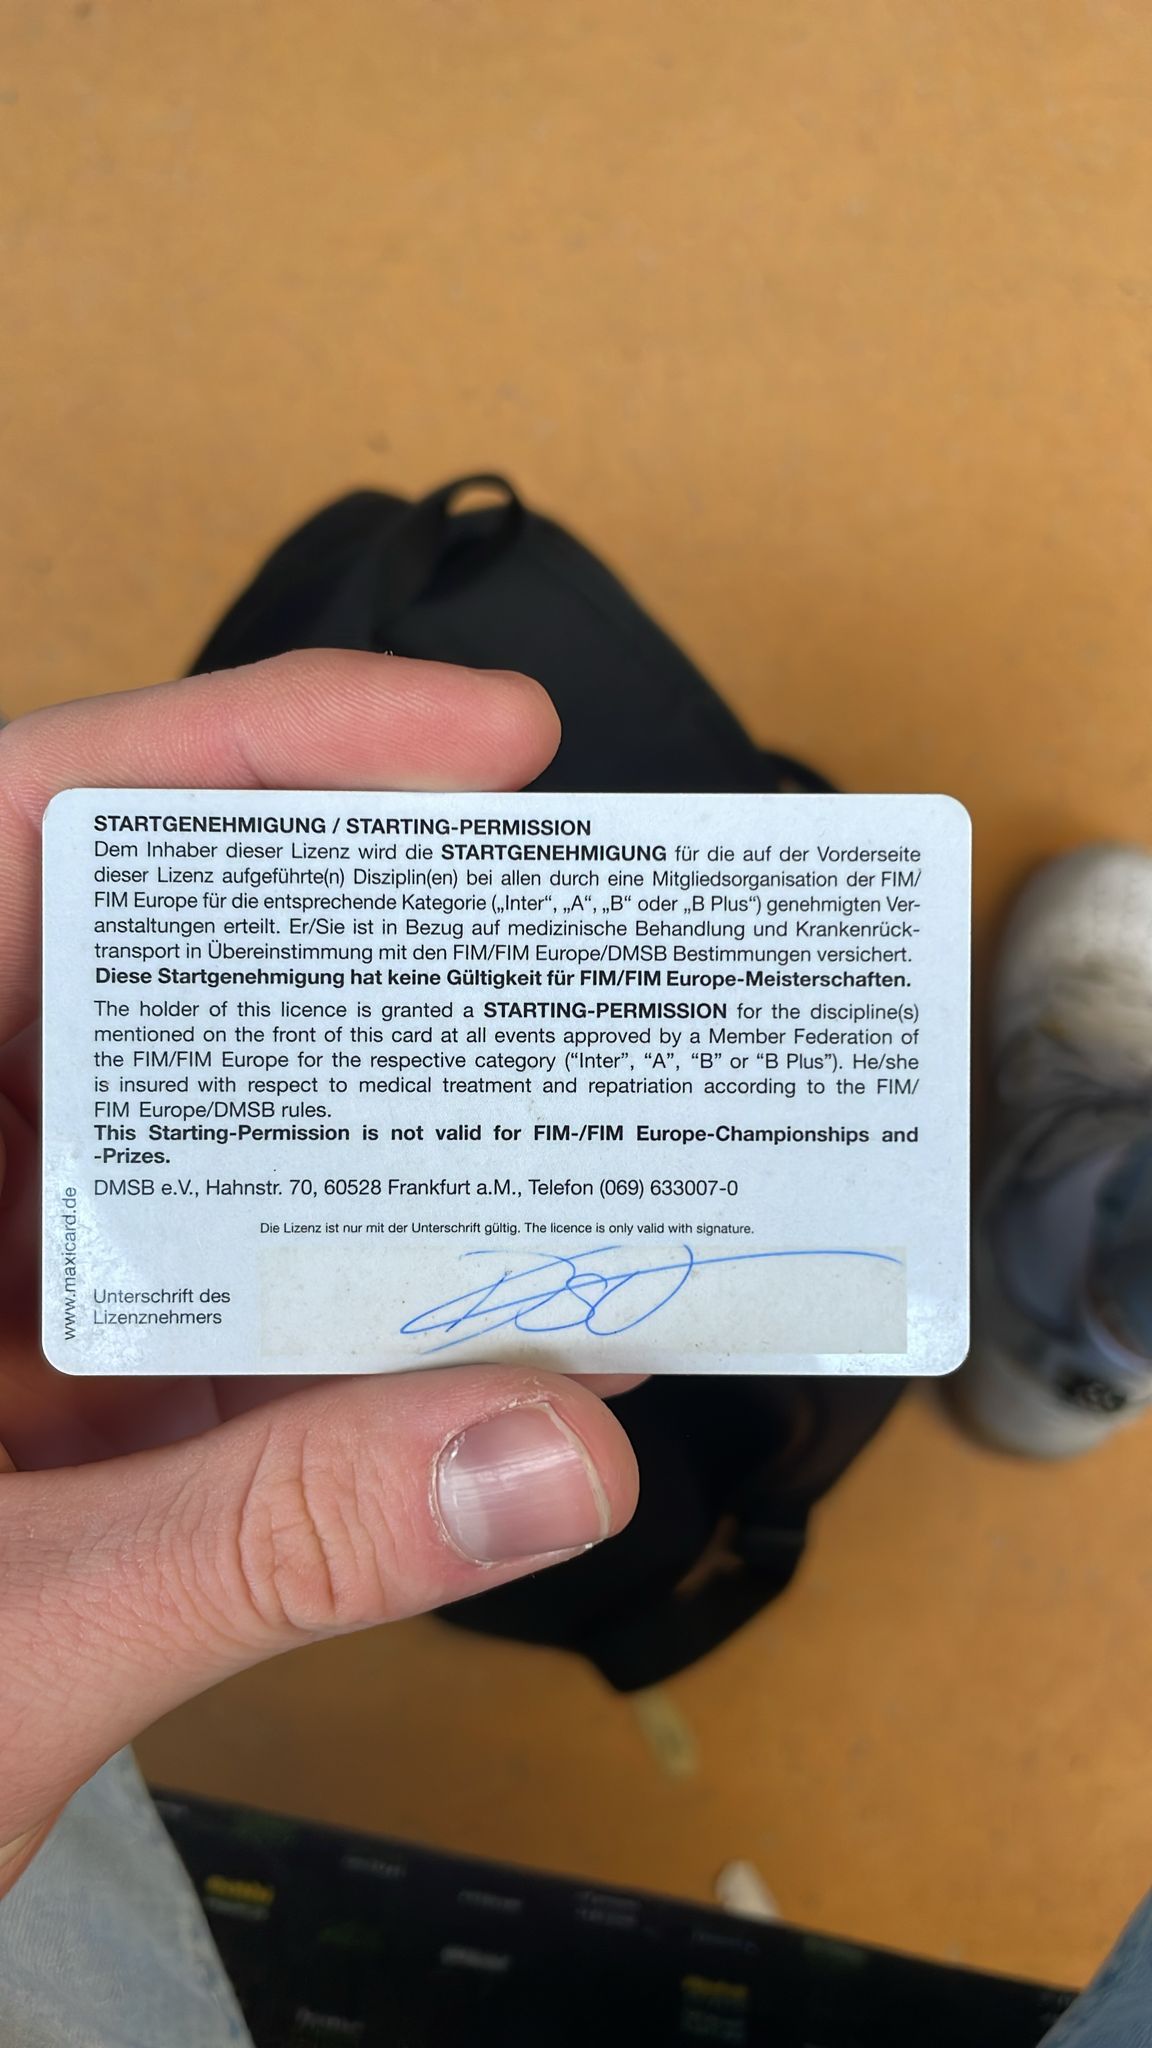 STARTGENEHMIGUNG / STARTING-PERMISSION
Dem Inhaber dieser Lizenz wird die STARTGENEHMIGUNG für die auf der Vorderseite
dieser Lizenz aufgeführte(n) Disziplin(en) bei allen durch eine Mitgliedsorganisation der FIM/
FIM Europe für die entsprechende Kategorie („Inter“, „A“, „B“ oder „B Plus“) genehmigten Ver-
anstaltungen erteilt. Er/Sie ist in Bezug auf medizinische Behandlung und Krankenrück-
transport in Übereinstimmung mit den FIM/FIM Europe/DMSB Bestimmungen versichert.
Diese Startgenehmigung hat keine Gültigkeit für FIM/FIM Europe-Meisterschaften.
The holder of this licence is granted a STARTING-PERMISSION for the discipline(s)
mentioned on the front of this card at all events approved by a Member Federation of
the FIM/FIM Europe for the respective category (“Inter”, “A”, “B” or “B Plus”). He/she
is insured with respect to medical treatment and repatriation according to the FIM/
FIM Europe/DMSB rules.
This Starting-Permission is not valid for FIM-/FIM Europe-Championships and
-Prizes.
DMSB e.V., Hahnstr. 70, 60528 Frankfurt a.M., Telefon (069) 633007-0
Die Lizenz ist nur mit der Unterschrift gültig. The licence is only valid with signature.
Unterschrift des
Lizenznehmers
www.maxicard.de